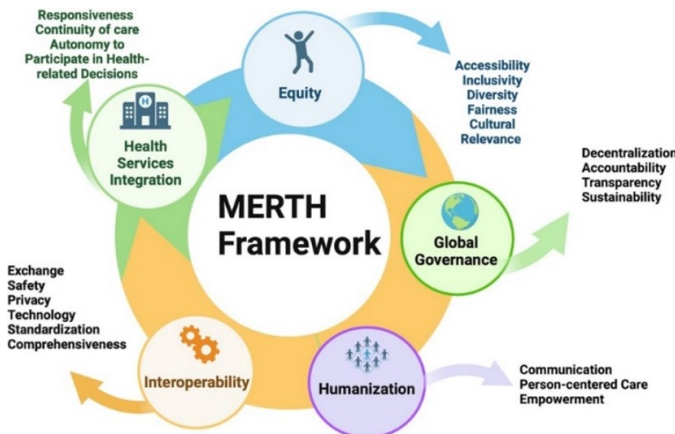 Responsiveness
Continuity of care
Autonomy to
Participate in Health-
related Decisions
Equity
Accessibility
Inclusivity
Diversity
Fairness
Cultural
Relevance
H
Health
Services
Integration
MERTH
Framework
Global
Governance
Decentralization
Accountability
Transparency
Sustainability
Exchange
Safety
Privacy
Technology
Standardization
Comprehensiveness
Interoperability
Humanization
Communication
Person-centered Care
Empowerment